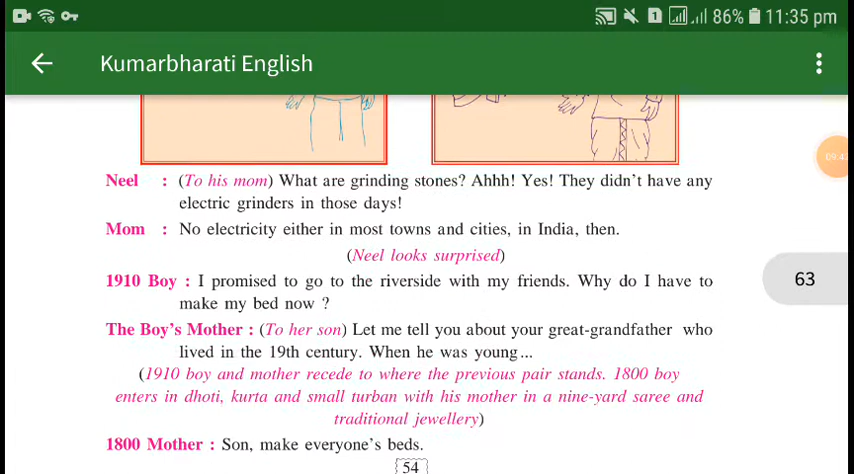 86% 11:35 pm
Kumarbharati English
09:4
Neel : (To his mom) What are grinding stones? Ahhh! Yes! They didn't have any
electric grinders in those days!
Mom : No electricity either in most towns and cities, in India, then.
(Neel looks surprised)
1910 Boy : I promised to go to the riverside with my friends. Why do I have to
make my bed now ?
63
The Boy's Mother : (To her son) Let me tell you about your great-grandfather who
lived in the 19th century. When he was young...
(1910 boy and mother recede to where the previous pair stands. 1800 boy
enters in dhoti, kurta and small turban with his mother in a nine-yard saree and
traditional jewellery)
1800 Mother : Son, make everyone's beds.
54